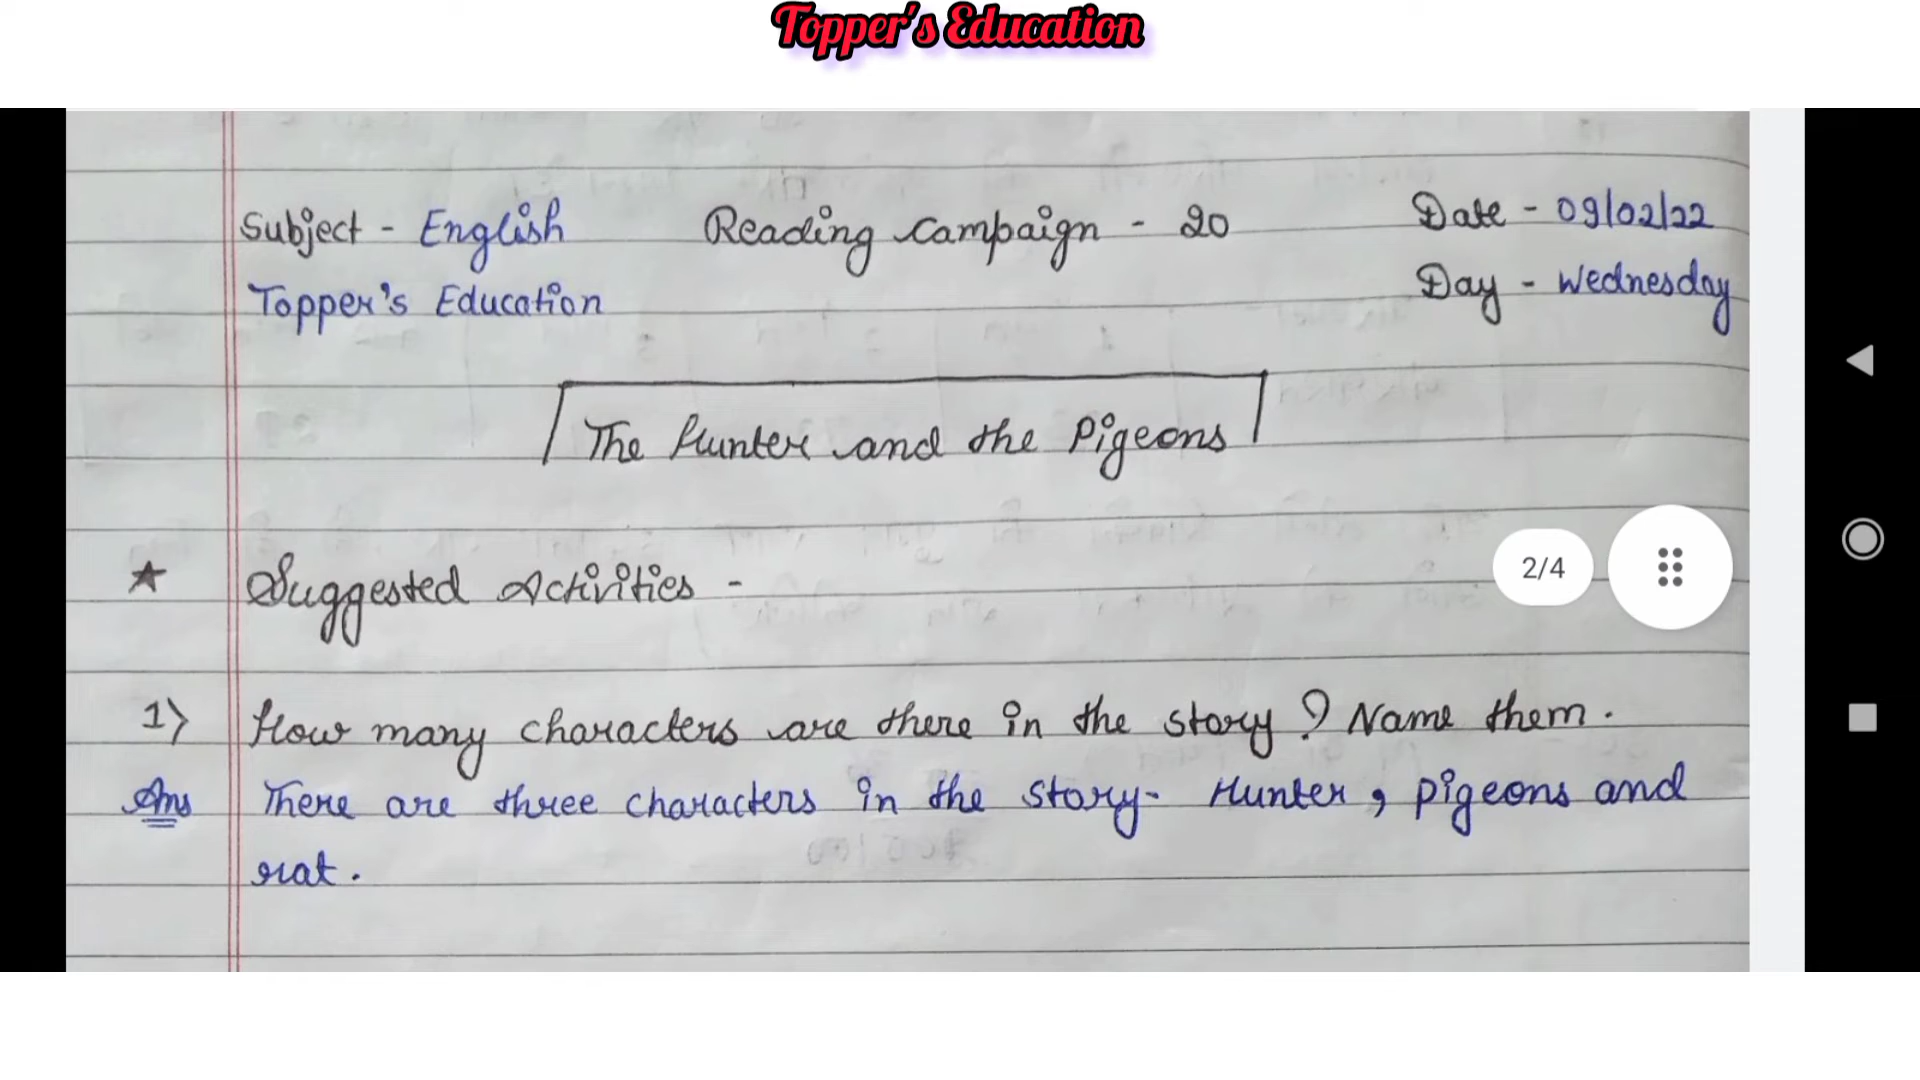 Topper's Education
Subject - English Reading Campaign - 20 Date - 09/02/22
Topper's Education Day - Wednesday
The Hunter and the Pigeons
2/4
★ Suggested Activities -
1) How many characters are there in the story? Name them.
Ans There are three characters in the story- Hunter, pigeons and
rat.